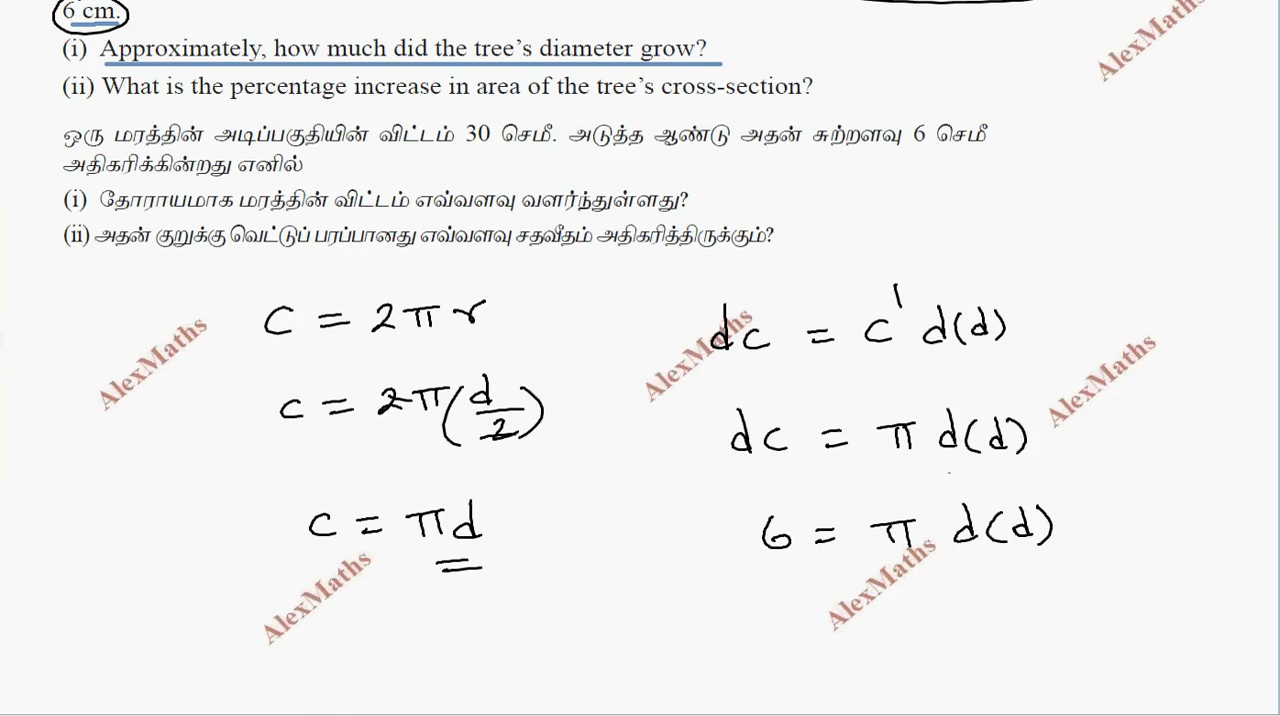 6 cm.
(i) Approximately, how much did the tree's diameter grow?
(ii) What is the percentage increase in area of the tree's cross-section?
ஒரு மரத்தின் அடிப்பகுதியின் விட்டம் 30 செமீ. அடுத்த ஆண்டு அதன் சுற்றளவு 6 செமீ
அதிகரிக்கின்றது எனில்
(i) தோராயமாக மரத்தின் விட்டம் எவ்வளவு வளர்ந்துள்ளது?
(ii) அதன் குறுக்கு வெட்டுப் பரப்பானது எவ்வளவு சதவீதம் அதிகரித்திருக்கும்?
C = 2πr
c = 2π(d/2)
c = πd
dc = c' d(d)
dc = π d(d)
6 = π d(d)
AlexMaths
AlexMaths
AlexMaths
AlexMaths
AlexMaths
AlexMaths